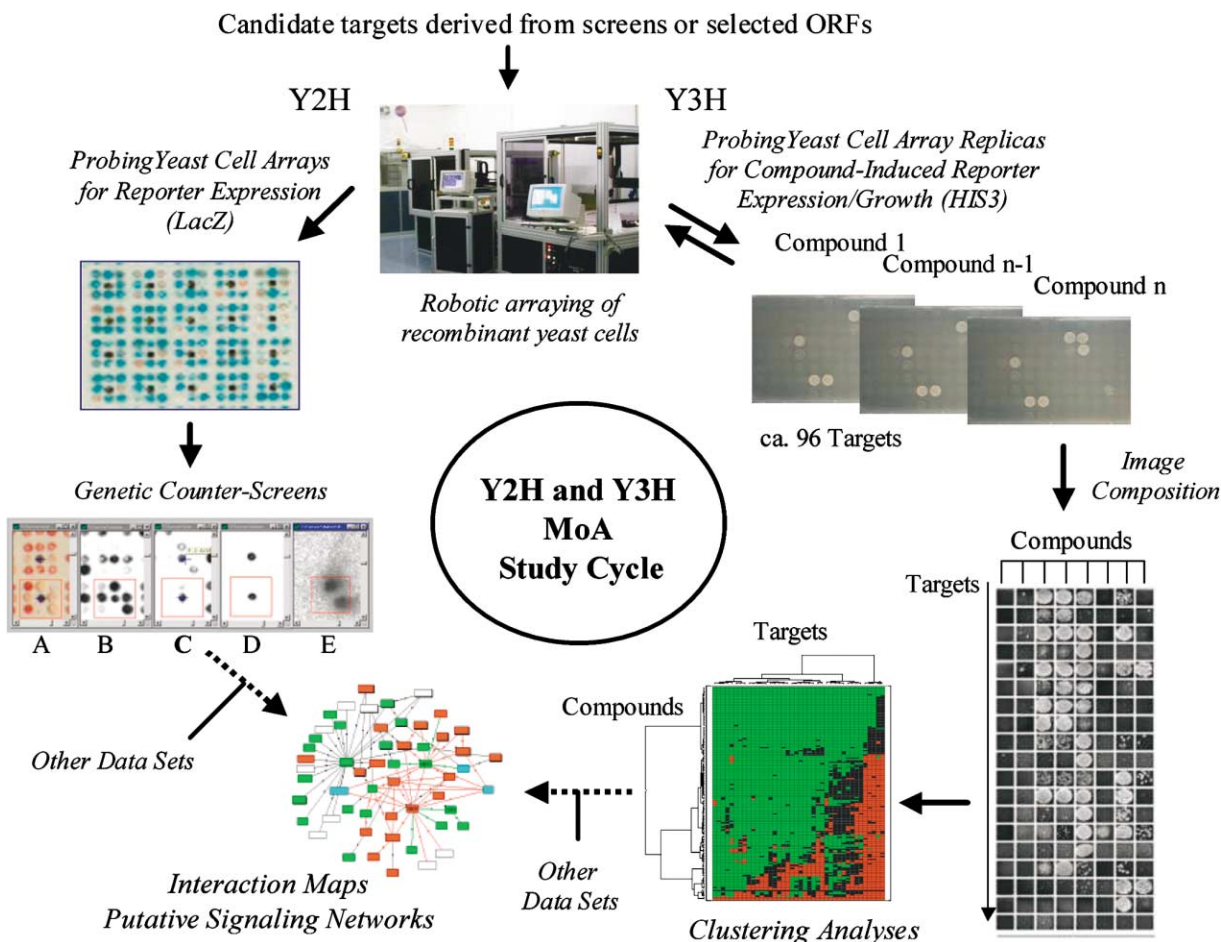 Candidate targets derived from screens or selected ORFs
Y2H
Y3H
ProbingYeast Cell Arrays
for Reporter Expression
(LacZ)
ProbingYeast Cell Array Replicas
for Compound-Induced Reporter
Expression/Growth (HIS3)
Robotic arraying of
recombinant yeast cells
Compound 1
Compound n-1
Compound n
ca. 96 Targets
Image
Composition
Genetic Counter-Screens
A B C D E
Y2H and Y3H
MoA
Study Cycle
Compounds
Targets
Targets
Compounds
Other Data Sets
Other
Data Sets
Interaction Maps
Putative Signaling Networks
Clustering Analyses